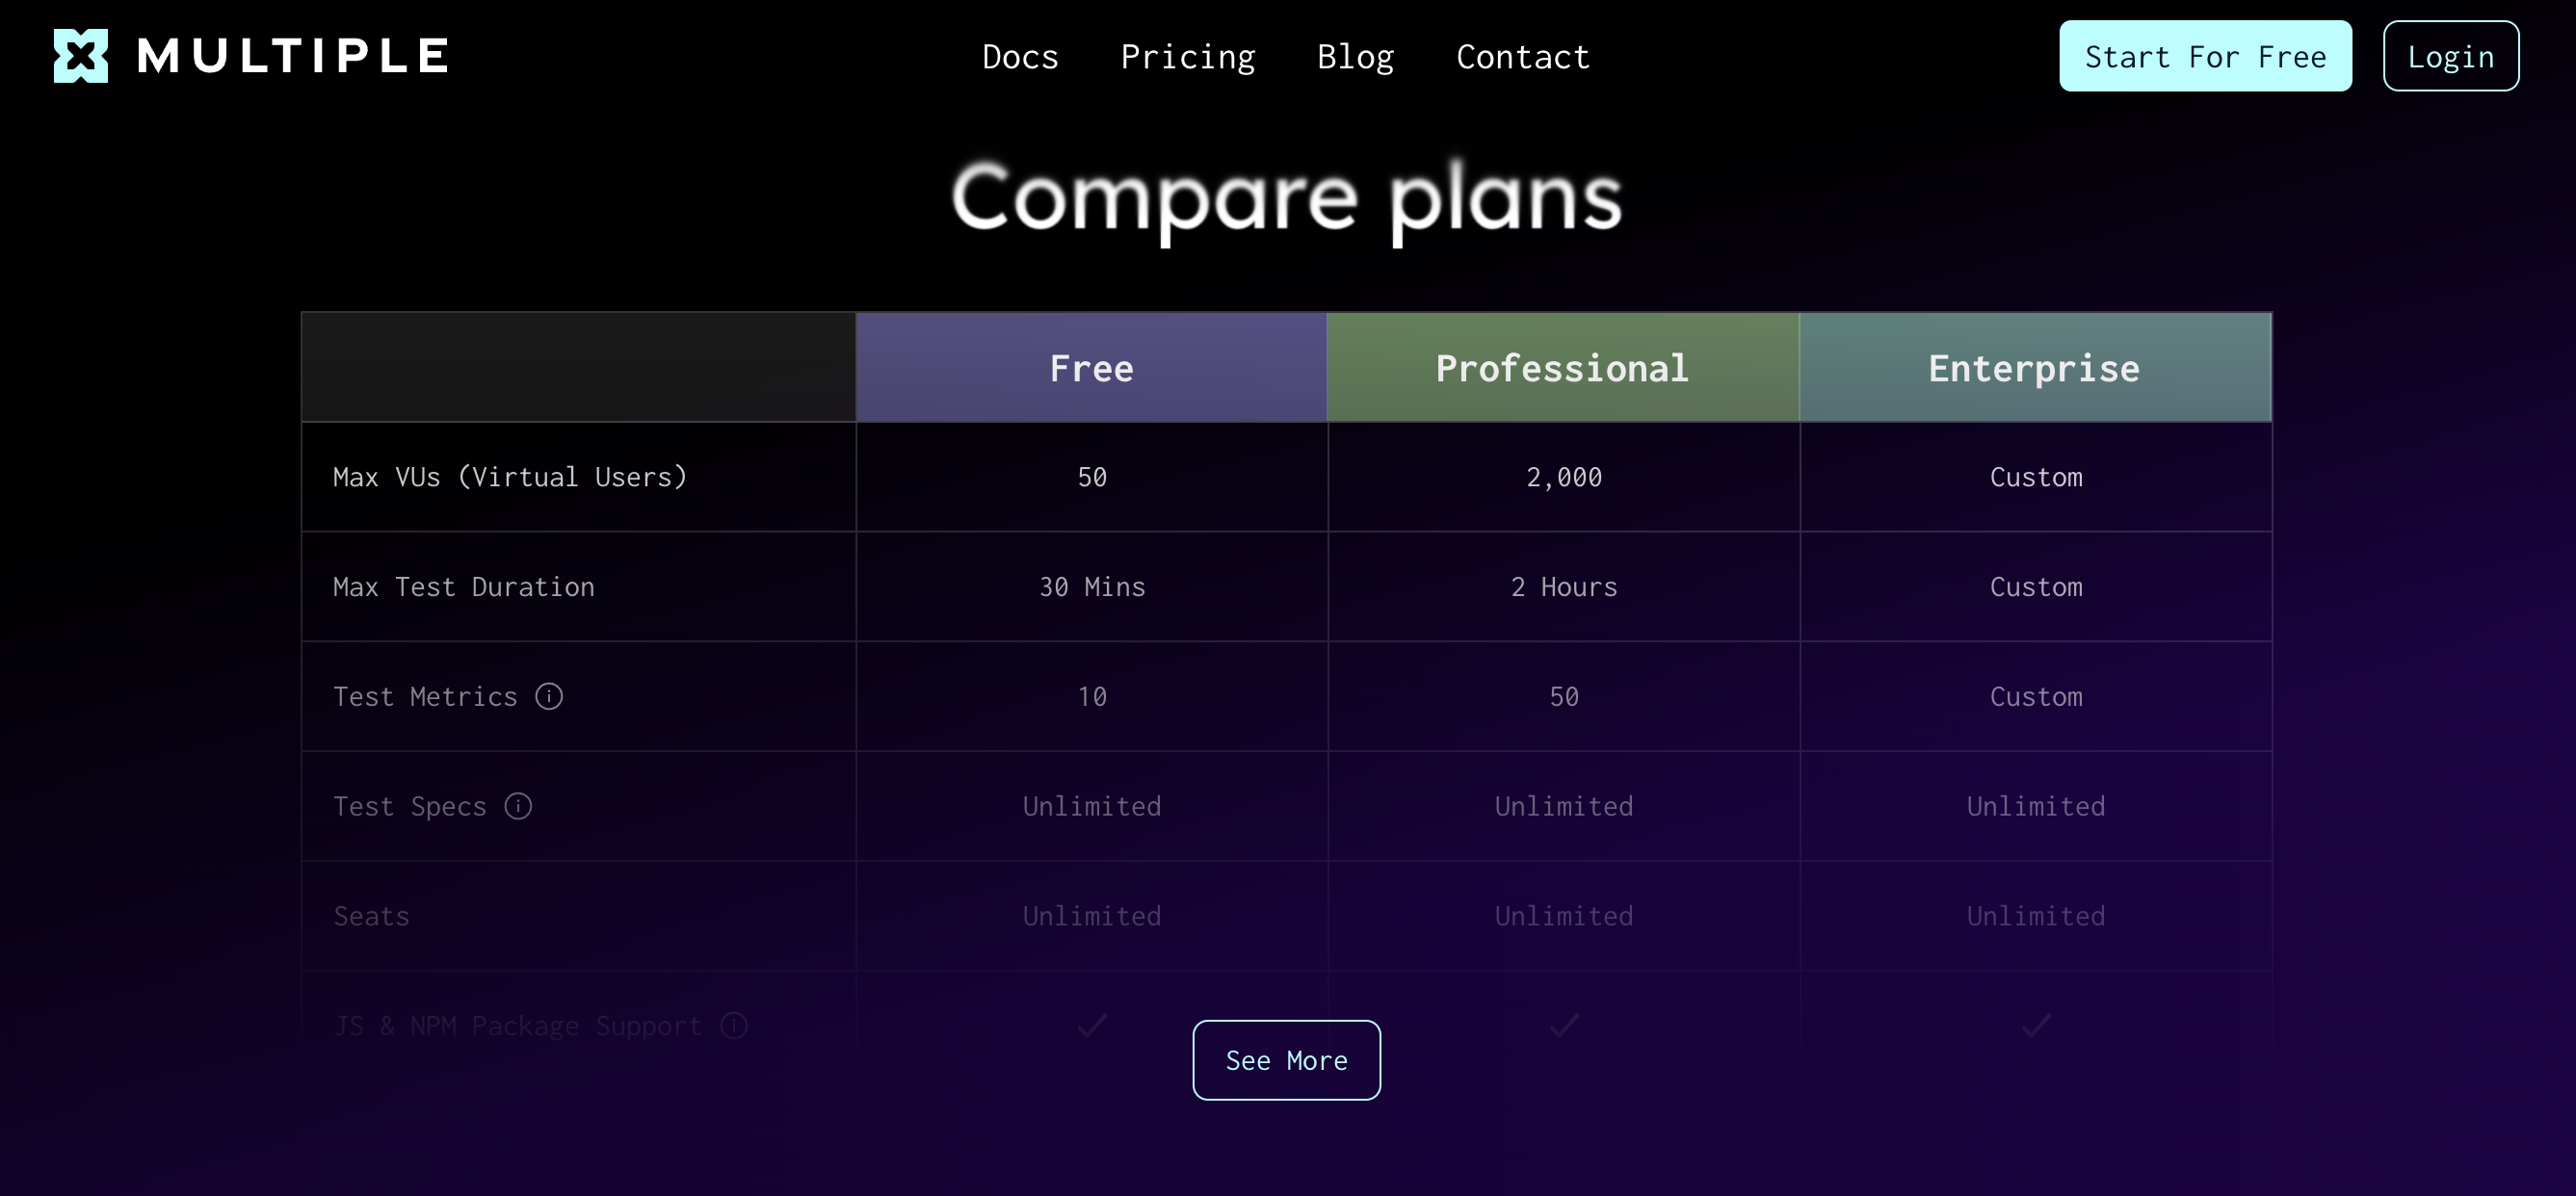 MULTIPLE
Docs Pricing Blog Contact
Start For Free Login
Compare plans
Free Professional Enterprise
Max VUs (Virtual Users) 50 2,000 Custom
Max Test Duration 30 Mins 2 Hours Custom
Test Metrics 10 50 Custom
Test Specs Unlimited Unlimited Unlimited
Seats Unlimited Unlimited Unlimited
JS & NPM Package Support
See More